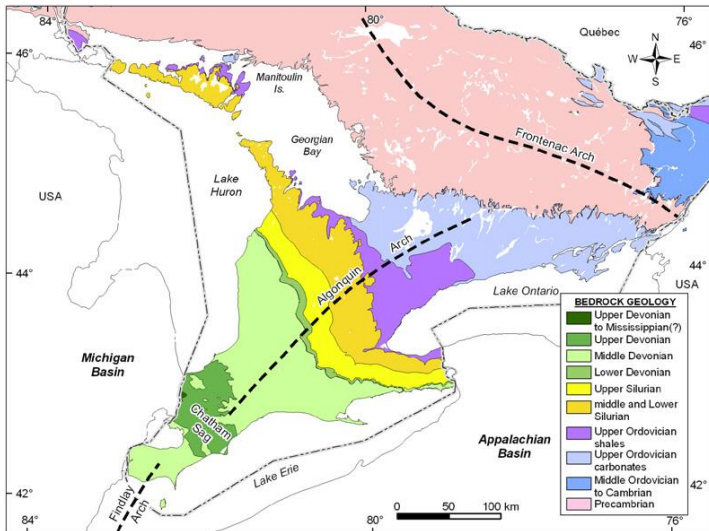 84°
80°
76°
46°
Québec
N
W E
S
Manitoulin
Is.
Georgian
Bay
Frontenac Arch
46°
Lake
Huron
USA
44°
Algonquin Arch
44°
USA
Lake Ontario
Michigan
Basin
Chatham
Sag
Appalachian
Basin
Lake Erie
Findlay
Arch
42°
42°
84°
80°
76°
0 50 100 km
BEDROCK GEOLOGY
Upper Devonian
to Mississippian(?)
Upper Devonian
Middle Devonian
Lower Devonian
Upper Silurian
middle and Lower
Silurian
Upper Ordovician
shales
Upper Ordovician
carbonates
Middle Ordovician
to Cambrian
Precambrian